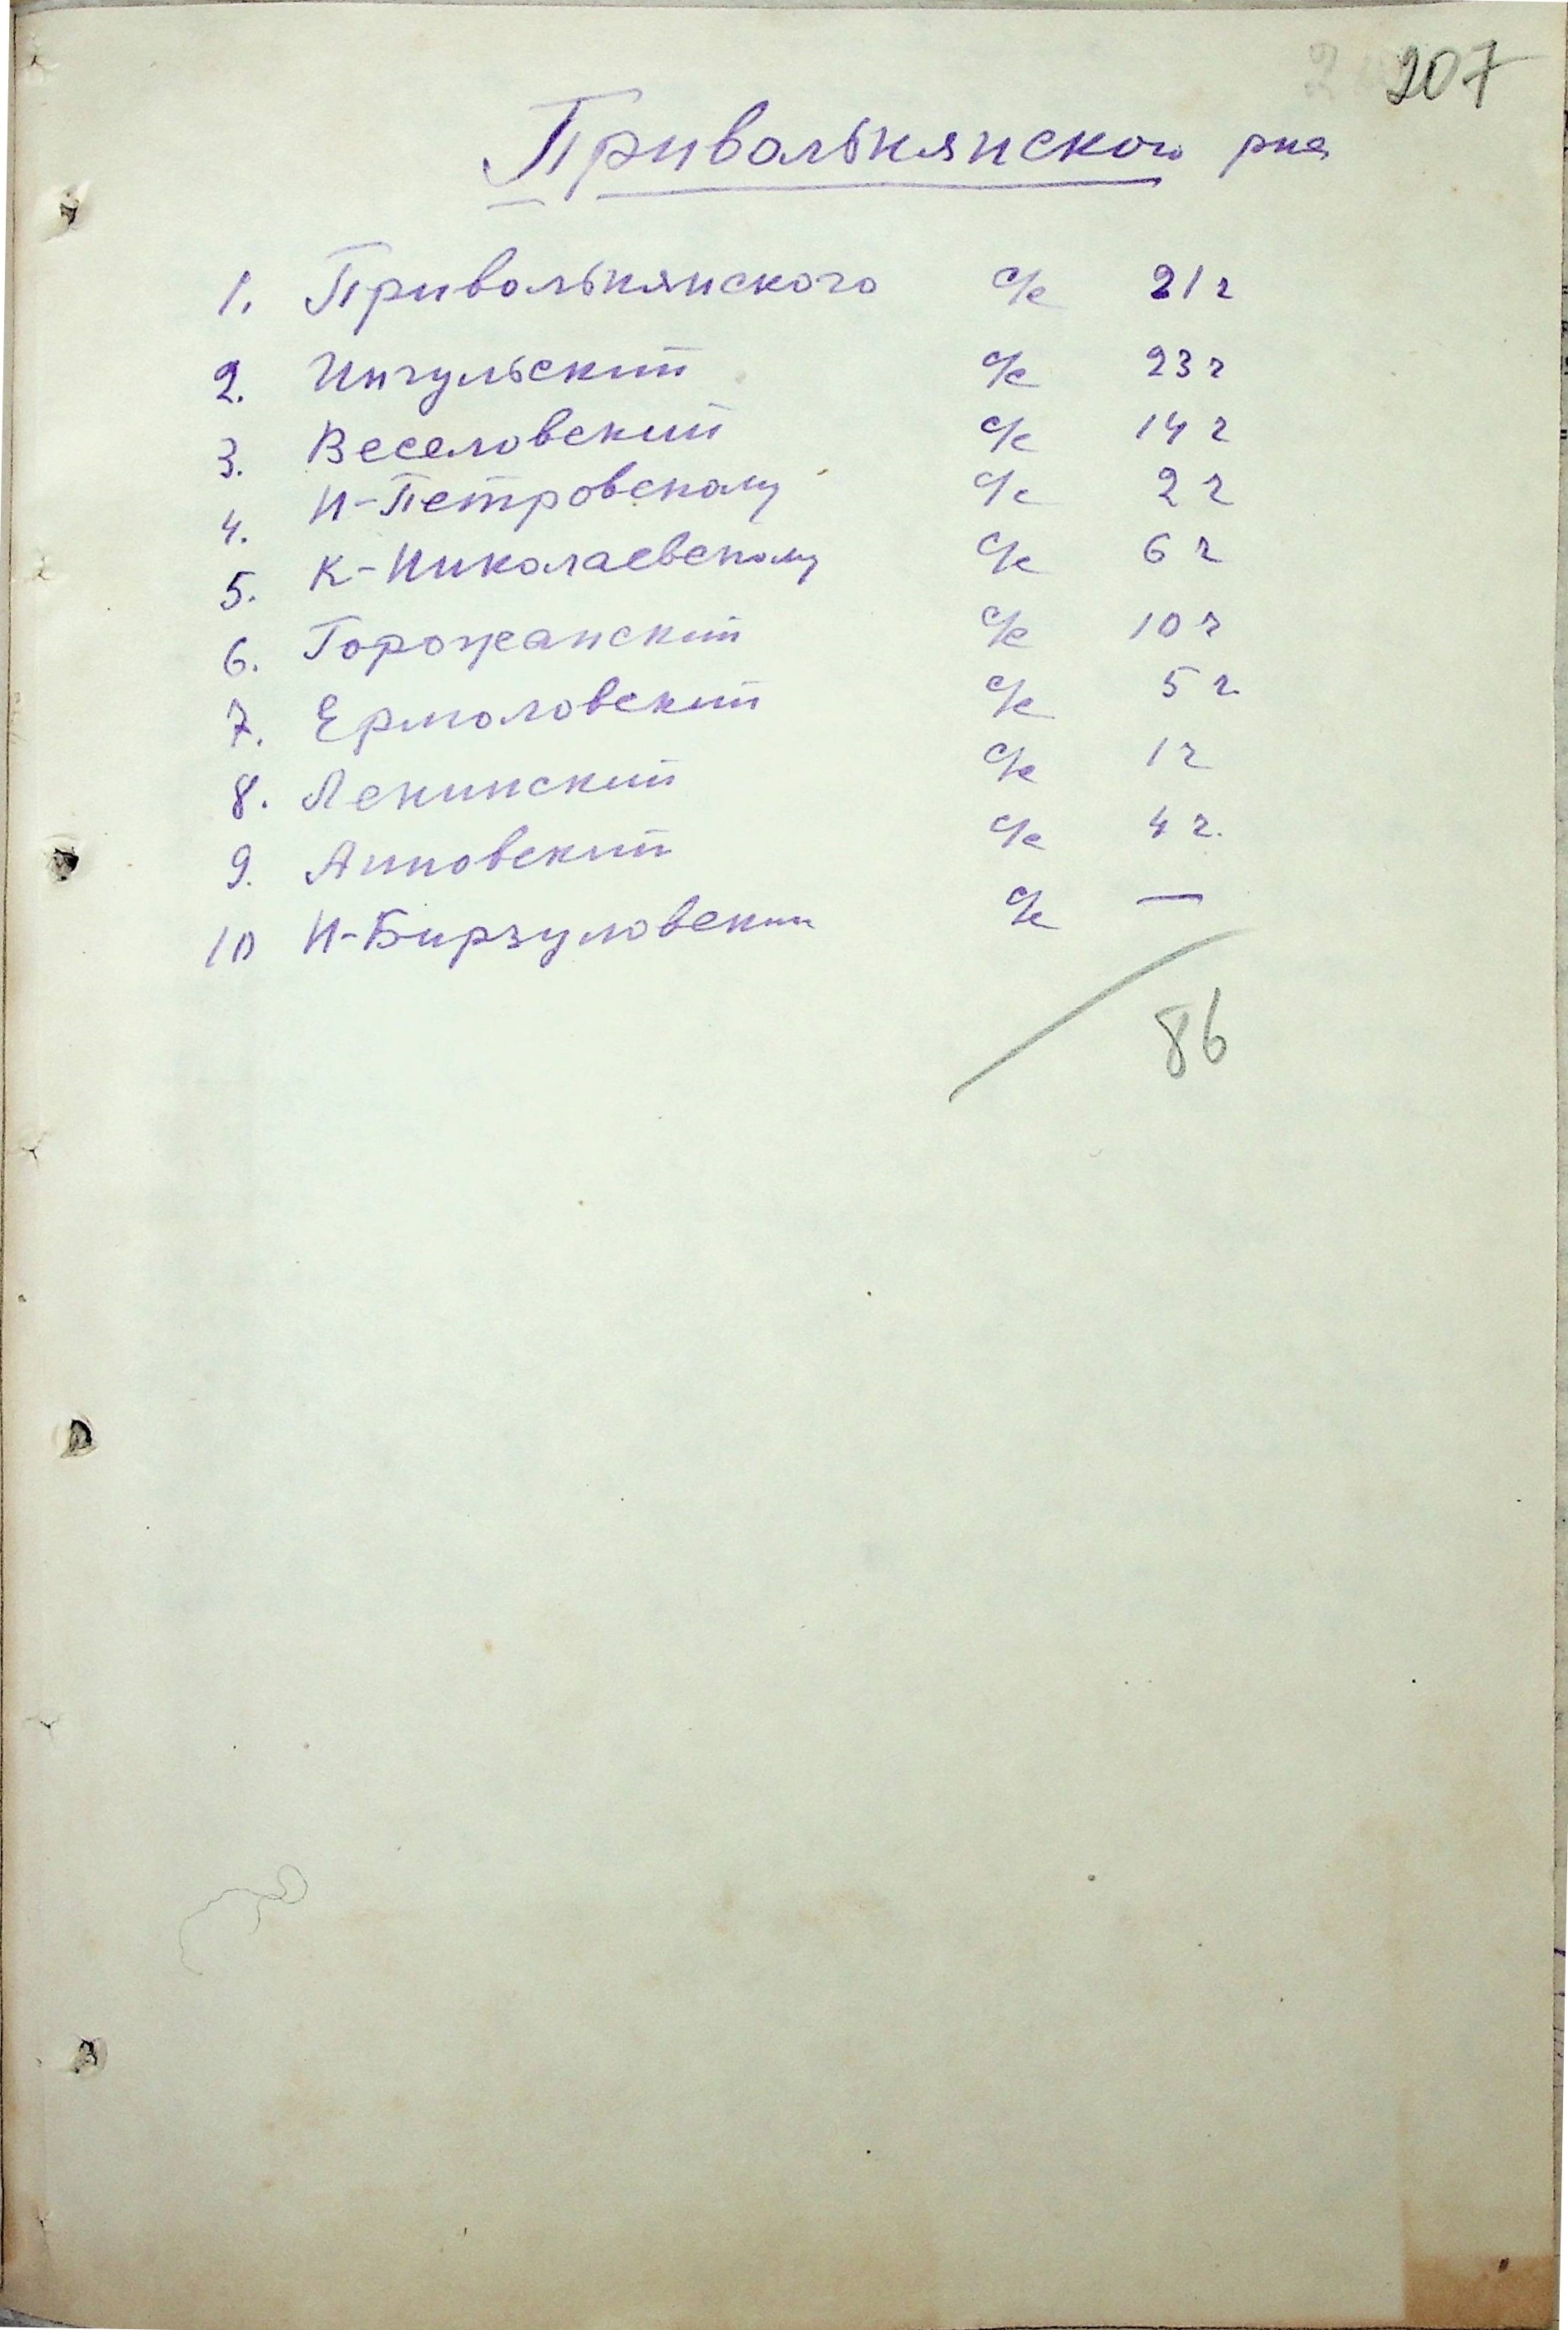 207
Привольнянского рна
1. Привольнянского с/с 21 г
2. Ингульский с/с 23 г
3. Веселовский с/с 14 г
4. Н-Петровскому с/с 2 г
5. К-Николаевскому с/с 6 г
6. Горожанский с/с 10 г
7. Ермоловский с/с 5 г.
8. Ленинский с/с 1 г
9. Анновский с/с 4 г.
10 Н-Бирзуловский с/с —
86